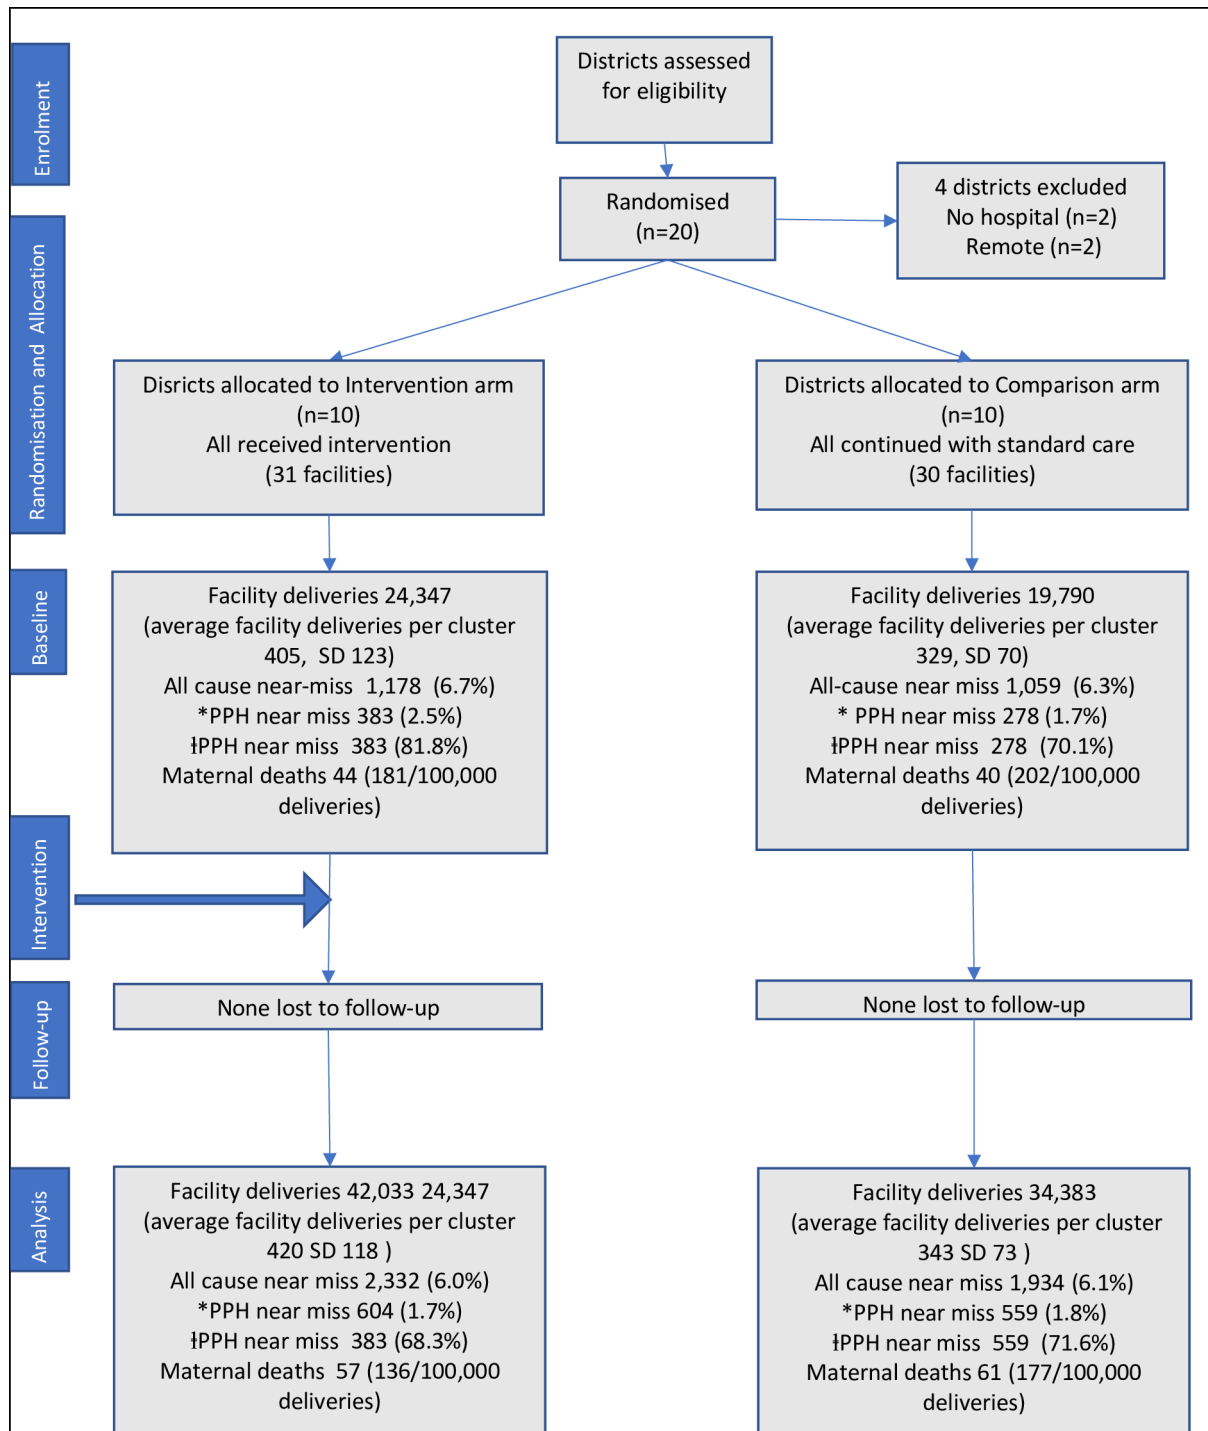 Enrolment
Districts assessed
for eligibility
Randomised
(n=20)
4 districts excluded
No hospital (n=2)
Remote (n=2)
Randomisation and Allocation
Disricts allocated to Intervention arm
(n=10)
All received intervention
(31 facilities)
Districts allocated to Comparison arm
(n=10)
All continued with standard care
(30 facilities)
Baseline
Facility deliveries 24,347
(average facility deliveries per cluster
405, SD 123)
All cause near-miss 1,178 (6.7%)
*PPH near miss 383 (2.5%)
ƚPPH near miss 383 (81.8%)
Maternal deaths 44 (181/100,000
deliveries)
Facility deliveries 19,790
(average facility deliveries per cluster
329, SD 70)
All-cause near miss 1,059 (6.3%)
* PPH near miss 278 (1.7%)
ƚPPH near miss 278 (70.1%)
Maternal deaths 40 (202/100,000
deliveries)
Intervention
Follow-up
None lost to follow-up
None lost to follow-up
Analysis
Facility deliveries 42,033 24,347
(average facility deliveries per cluster
420 SD 118 )
All cause near miss 2,332 (6.0%)
*PPH near miss 604 (1.7%)
ƚPPH near miss 383 (68.3%)
Maternal deaths 57 (136/100,000
deliveries)
Facility deliveries 34,383
(average facility deliveries per cluster
343 SD 73 )
All cause near miss 1,934 (6.1%)
*PPH near miss 559 (1.8%)
ƚPPH near miss 559 (71.6%)
Maternal deaths 61 (177/100,000
deliveries)